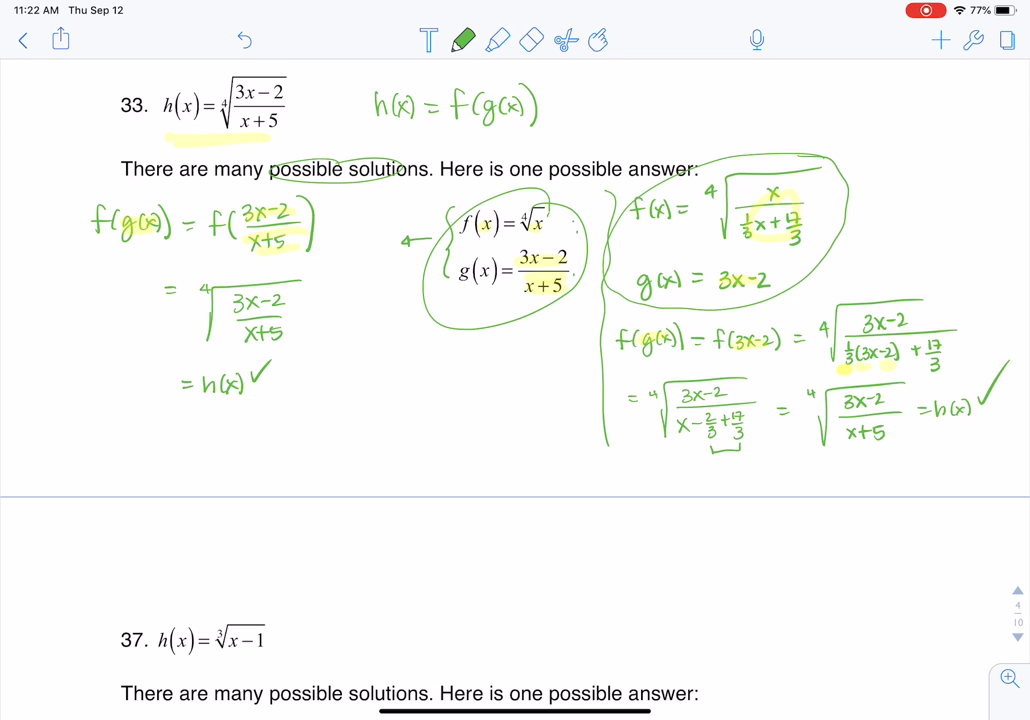 11:22 AM Thu Sep 12 77%
T
33. h(x) = ⁴√((3x − 2)/(x + 5)) h(x) = f(g(x))
There are many possible solutions. Here is one possible answer:
f(g(x)) = f((3x−2)/(x+5))
= ⁴√((3x−2)/(x+5))
= h(x) ✓
f(x) = ⁴√x
g(x) = (3x − 2)/(x + 5)
f(x) = ⁴√(x/(1/3 x + 17/3))
g(x) = 3x−2
f(g(x)) = f(3x−2) = ⁴√((3x−2)/(1/3(3x−2) + 17/3))
= ⁴√((3x−2)/(x − 2/3 + 17/3)) = ⁴√((3x−2)/(x+5)) = h(x) ✓
4
10
37. h(x) = ³√(x − 1)
There are many possible solutions. Here is one possible answer: